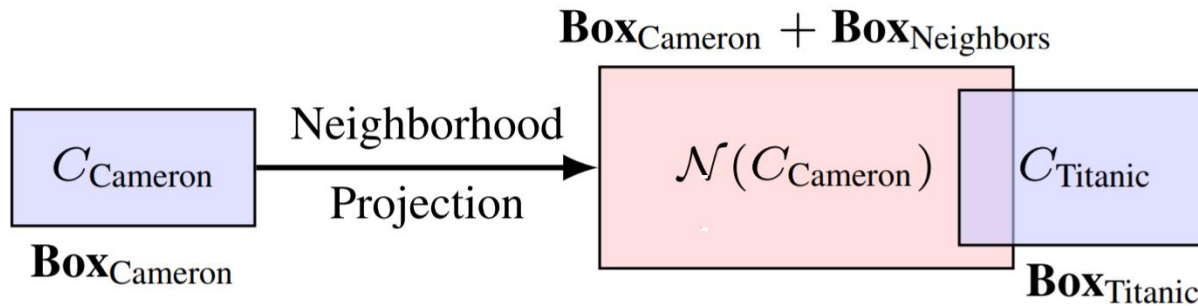 Box_Cameron + Box_Neighbors
C_Cameron
Neighborhood
Projection
𝒩(C_Cameron)
C_Titanic
Box_Cameron
Box_Titanic